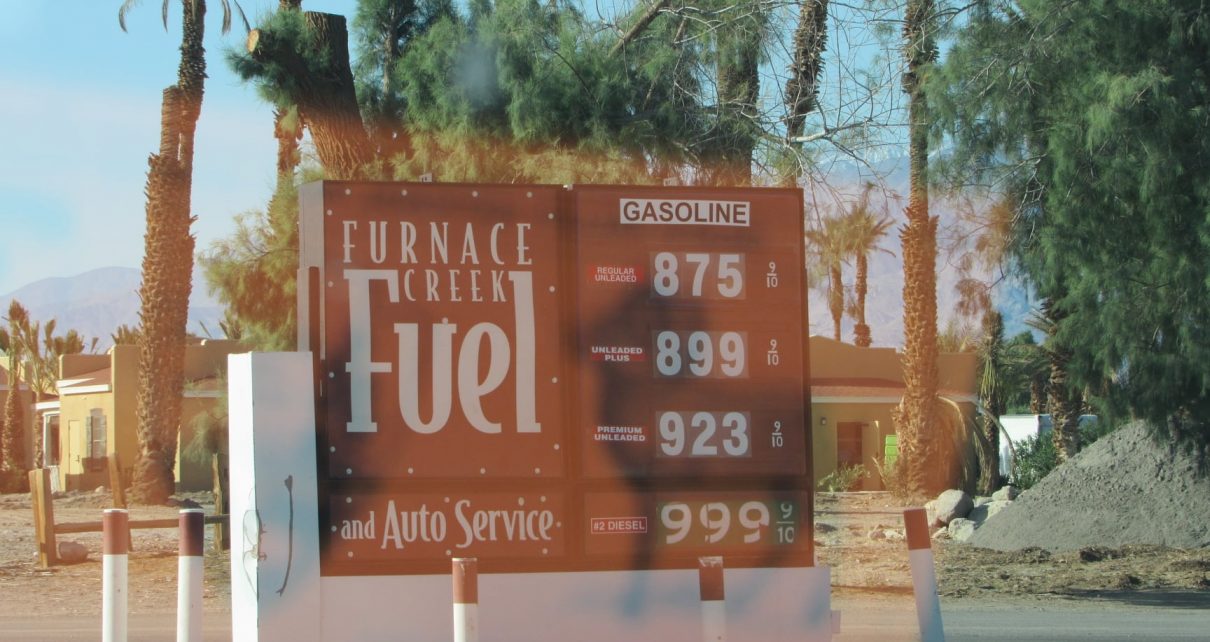 FURNACE
CREEK
Fuel
and Auto Service
GASOLINE
REGULAR
UNLEADED
875 9/10
UNLEADED
PLUS
899 9/10
PREMIUM
UNLEADED
923 9/10
#2 DIESEL
999 9/10